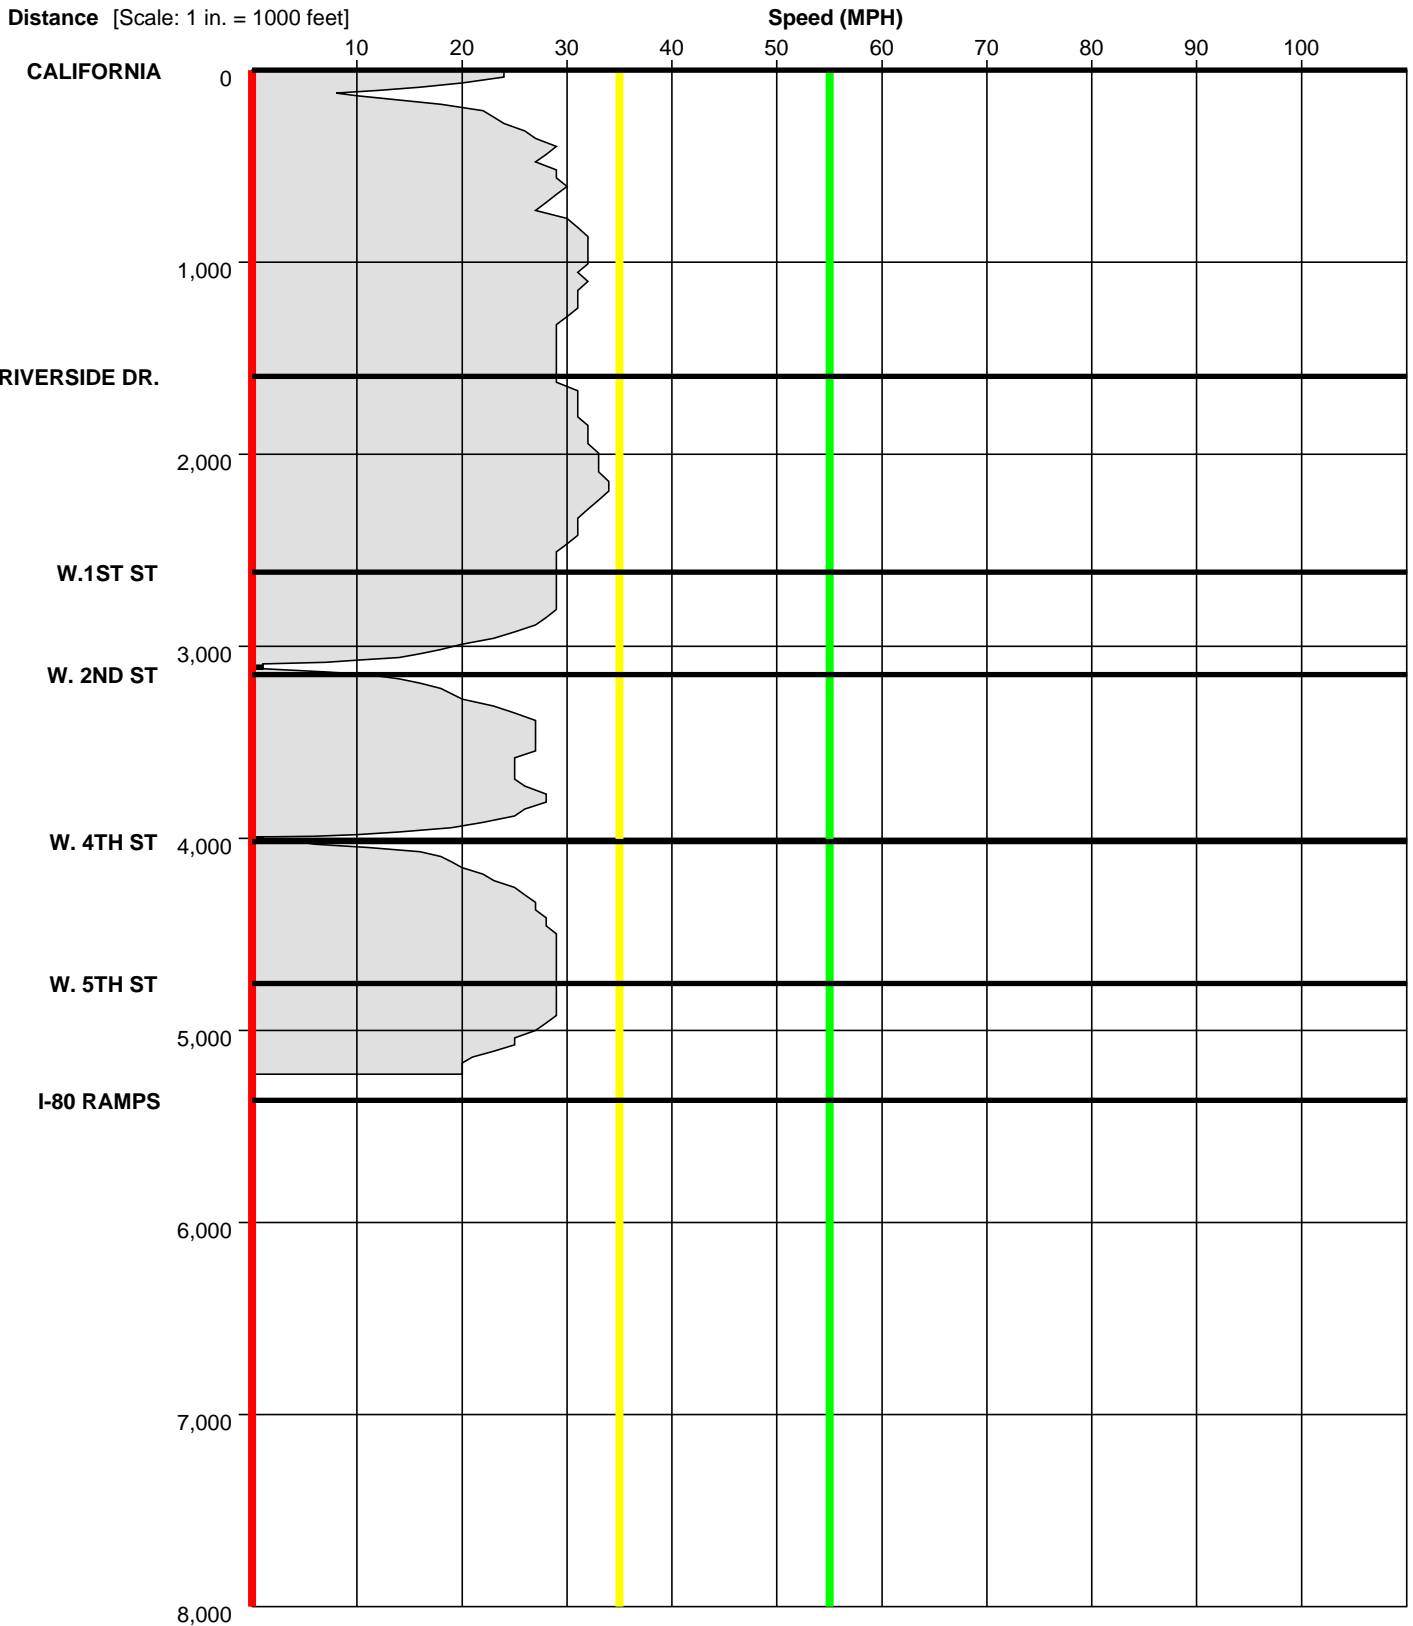 Distance [Scale: 1 in. = 1000 feet] Speed (MPH)
10 20 30 40 50 60 70 80 90 100
CALIFORNIA 0
1,000
RIVERSIDE DR.
2,000
W.1ST ST
3,000
W. 2ND ST
W. 4TH ST 4,000
W. 5TH ST
5,000
I-80 RAMPS
6,000
7,000
8,000